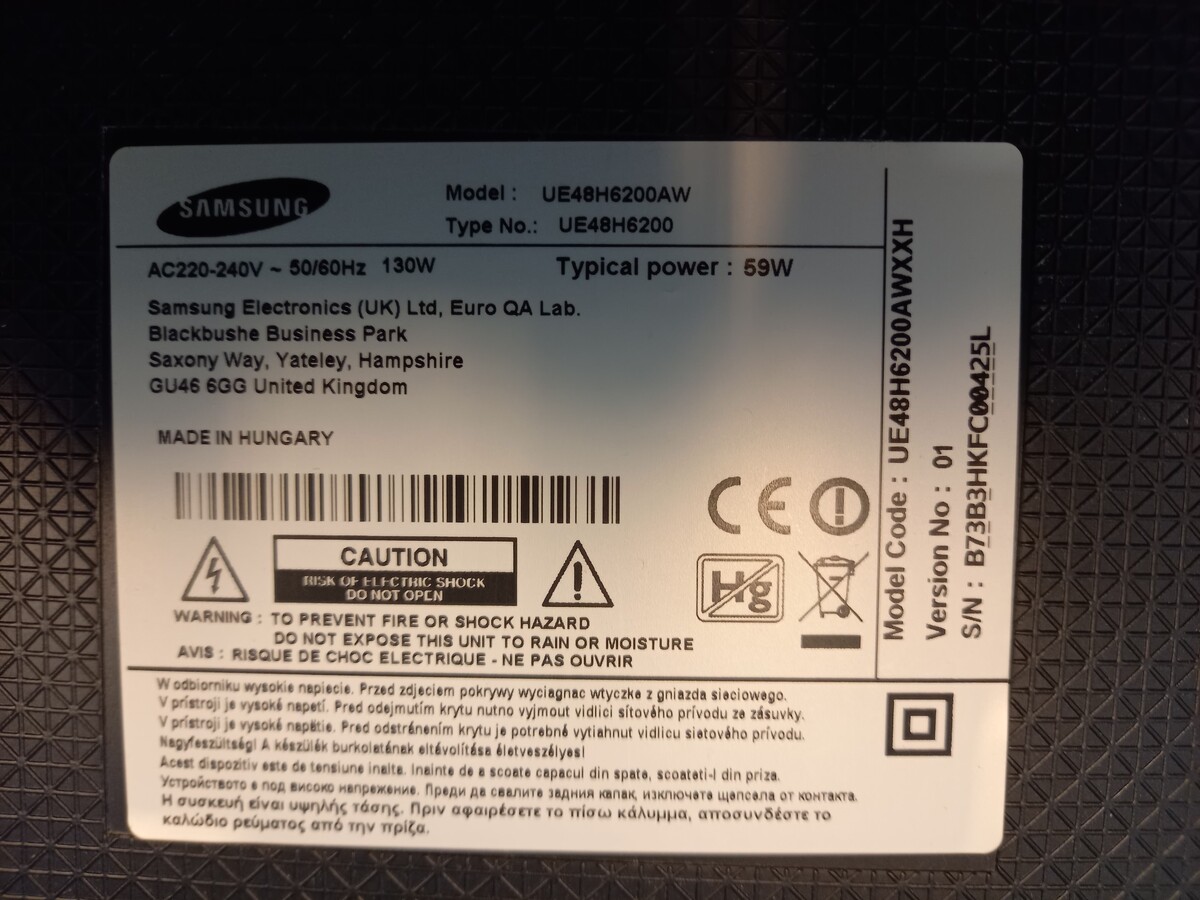 SAMSUNG
Model : UE48H6200AW
Type No.: UE48H6200
AC220-240V ~ 50/60Hz 130W
Typical power : 59W
Samsung Electronics (UK) Ltd, Euro QA Lab.
Blackbushe Business Park
Saxony Way, Yateley, Hampshire
GU46 6GG United Kingdom
MADE IN HUNGARY
CE
Hg
CAUTION
RISK OF ELECTRIC SHOCK
DO NOT OPEN
WARNING : TO PREVENT FIRE OR SHOCK HAZARD
DO NOT EXPOSE THIS UNIT TO RAIN OR MOISTURE
AVIS : RISQUE DE CHOC ELECTRIQUE - NE PAS OUVRIR
Model Code : UE48H6200AWXXH
Version No : 01
S/N : B73B3HKFC00425L
W odbiorniku wysokie napiecie. Przed zdjeciem pokrywy wyciagnac wtyczke z gniazda sieciowego.
V prístroji je vysoké napetí. Pred odejmutím krytu nutno vyjmout vidlici sítového prívodu ze zásuvky.
V prístroji je vysoké napätie. Pred odstránením krytu je potrebné vytiahnut vidlicu sietového prívodu.
Nagyfeszültség! A készülék burkolatának eltávolítása életveszélyes!
Acest dispozitiv este de tensiune inalta. Inainte de a scoate capacul din spate, scoateti-l din priza.
Устройството е под високо напрежение. Преди да свалите задния капак, изключете щепсела от контакта.
Η συσκευή είναι υψηλής τάσης. Πριν αφαιρέσετε το πίσω κάλυμμα, αποσυνδέστε το
καλώδιο ρεύματος από την πρίζα.